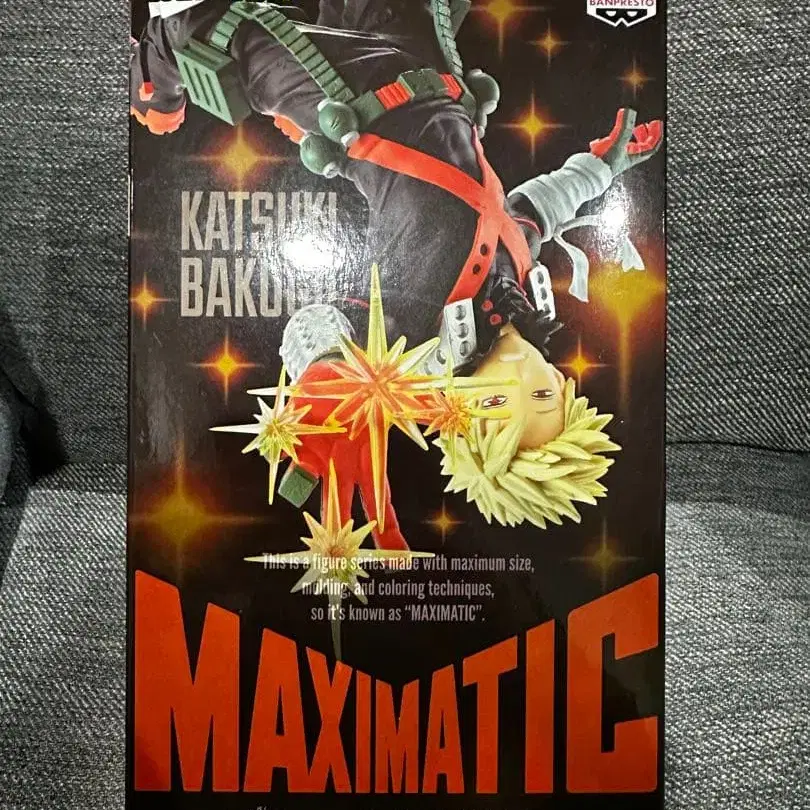 BANPRESTO
KATSUKI
This is a figure series made with maximum size,
molding, and coloring techniques,
so it's known as "MAXIMATIC".
MAXIMATIC